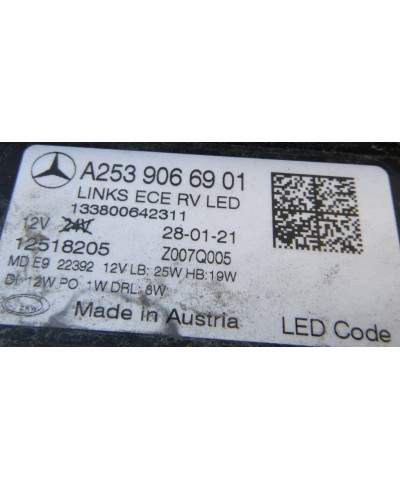 A253 906 69 01
LINKS ECE RV LED
133800642311
12V 24V 28-01-21
12518205 Z007Q005
MD E9 22392 12V LB: 25W HB:19W
DI: 12W PO 1W DRL: 8W
ZKW Made in Austria LED Code